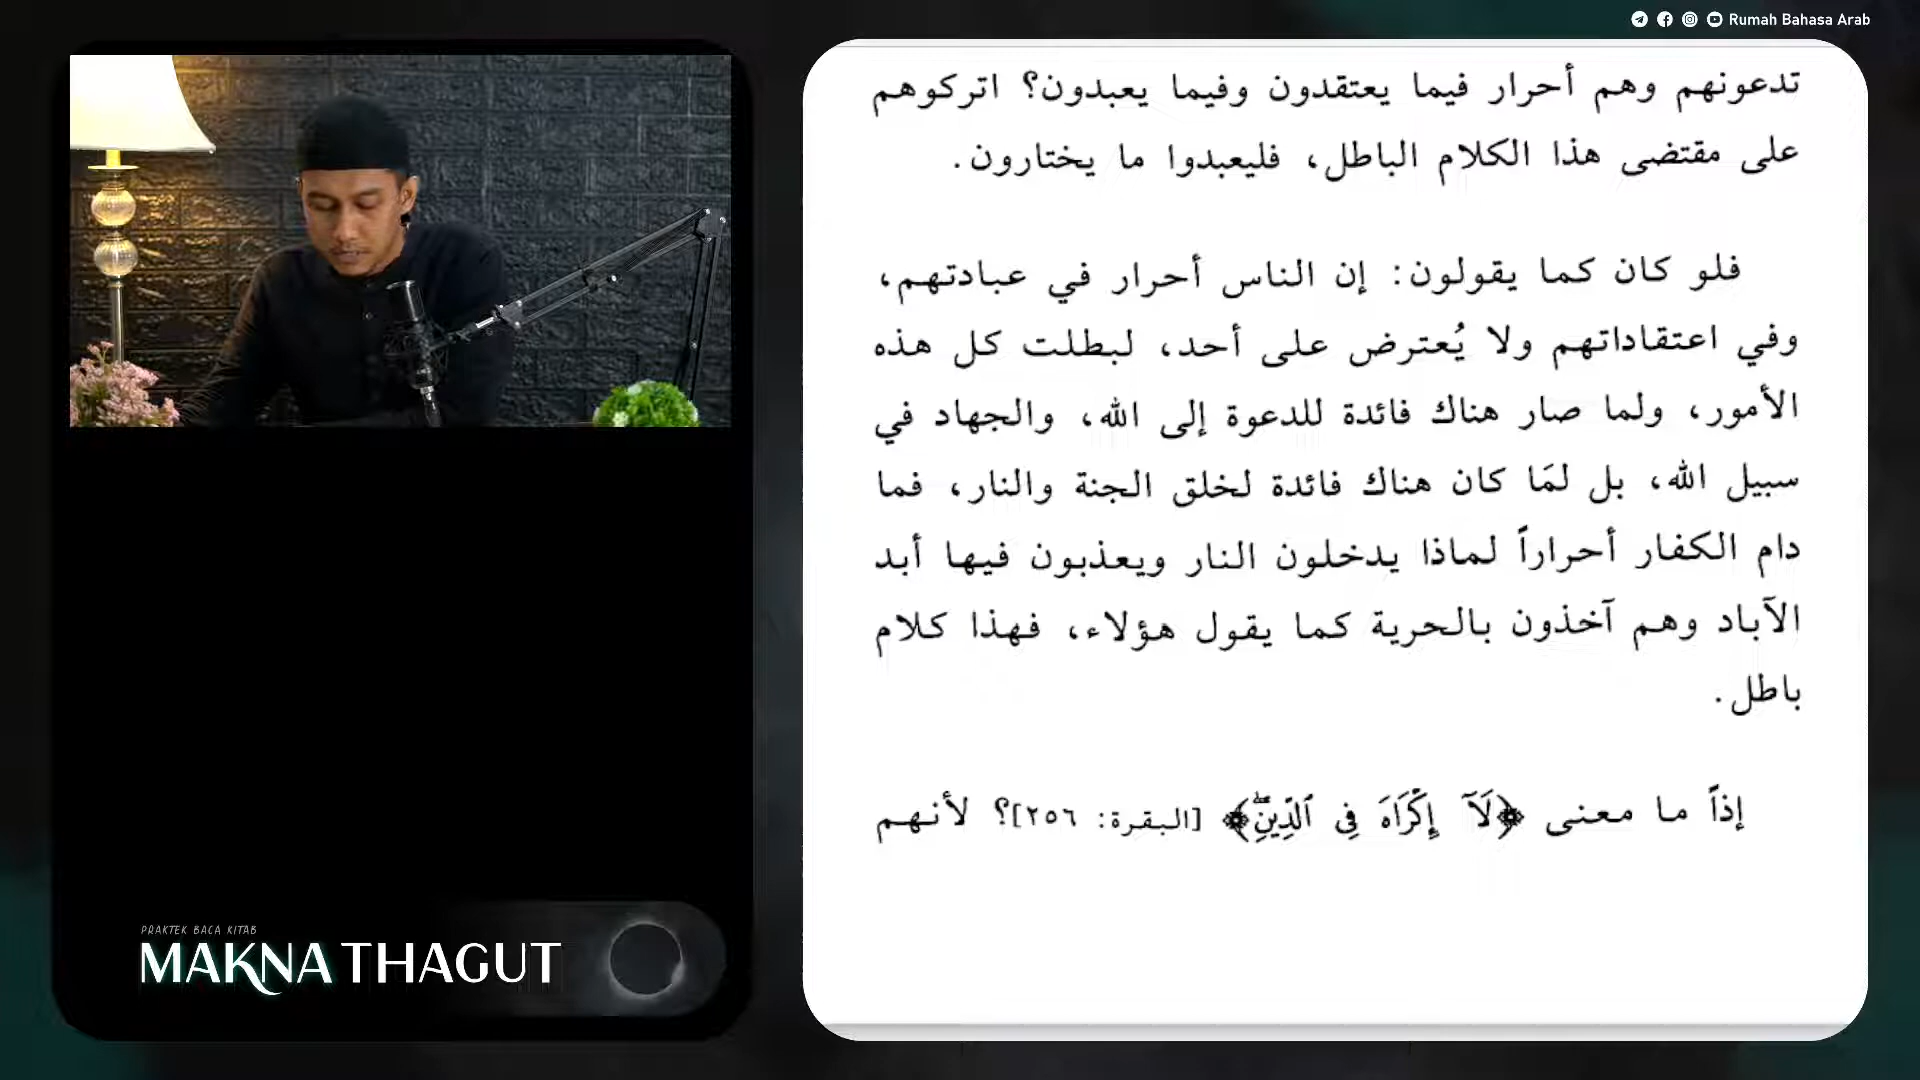 Rumah Bahasa Arab
تدعونهم وهم أحرار فيما يعتقدون وفيما يعبدون؟ اتركوهم
على مقتضى هذا الكلام الباطل، فليعبدوا ما يختارون.
فلو كان كما يقولون: إن الناس أحرار في عبادتهم،
وفي اعتقاداتهم ولا يُعترض على أحد، لبطلت كل هذه
الأمور، ولما صار هناك فائدة للدعوة إلى الله، والجهاد في
سبيل الله، بل لمَا كان هناك فائدة لخلق الجنة والنار، فما
دام الكفار أحراراً لماذا يدخلون النار ويعذبون فيها أبد
الآباد وهم آخذون بالحرية كما يقول هؤلاء، فهذا كلام
باطل.
إذاً ما معنى ﴿لَآ إِكْرَاهَ فِى ٱلدِّينِۖ﴾ [البقرة: ٢٥٦]؟ لأنهم
PRAKTEK BACA KITAB
MAKNA THAGUT